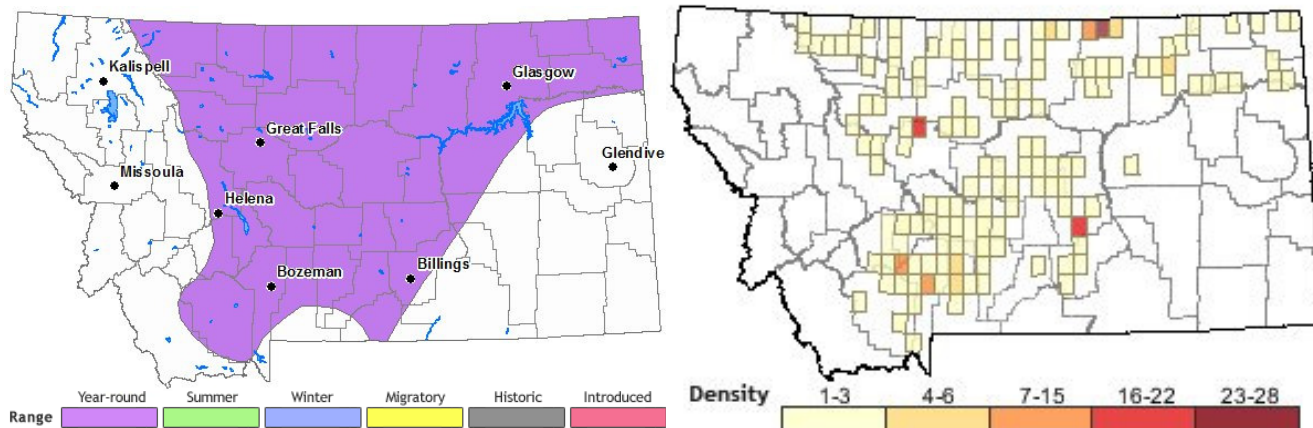 Kalispell
Glasgow
Great Falls
Glendive
Missoula
Helena
Bozeman
Billings
Range Year-round Summer Winter Migratory Historic Introduced
Density 1-3 4-6 7-15 16-22 23-28